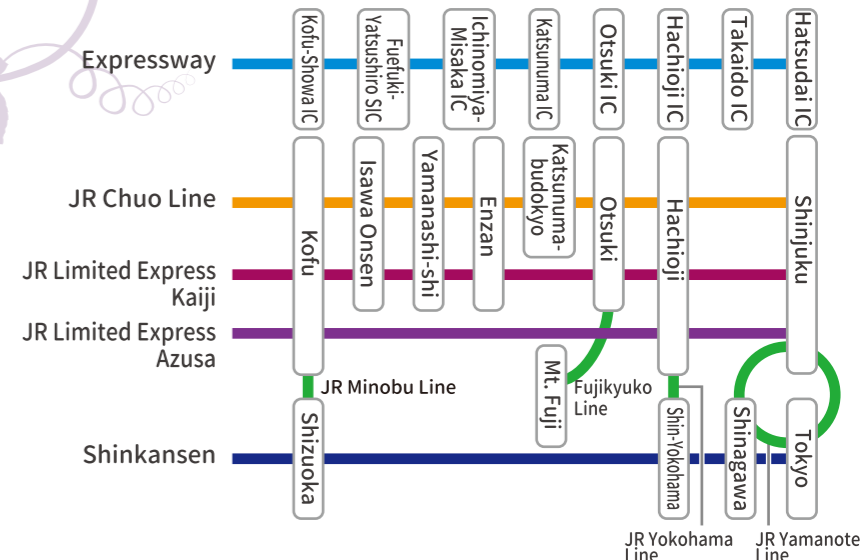 Expressway
Kofu-Showa IC
Fuefuki-
Yatsushiro SIC
Ichinomiya-
Misaka IC
Katsunuma IC
Otsuki IC
Hachioji IC
Takaido IC
Hatsudai IC
JR Chuo Line
Kofu
Isawa Onsen
Yamanashi-shi
Enzan
Katsunuma-
budokyo
Otsuki
Hachioji
Shinjuku
JR Limited Express
Kaiji
JR Limited Express
Azusa
JR Minobu Line
Mt. Fuji
Fujikyuko
Line
Shinkansen
Shizuoka
Shin-Yokohama
Shinagawa
Tokyo
JR Yokohama
Line
JR Yamanote
Line